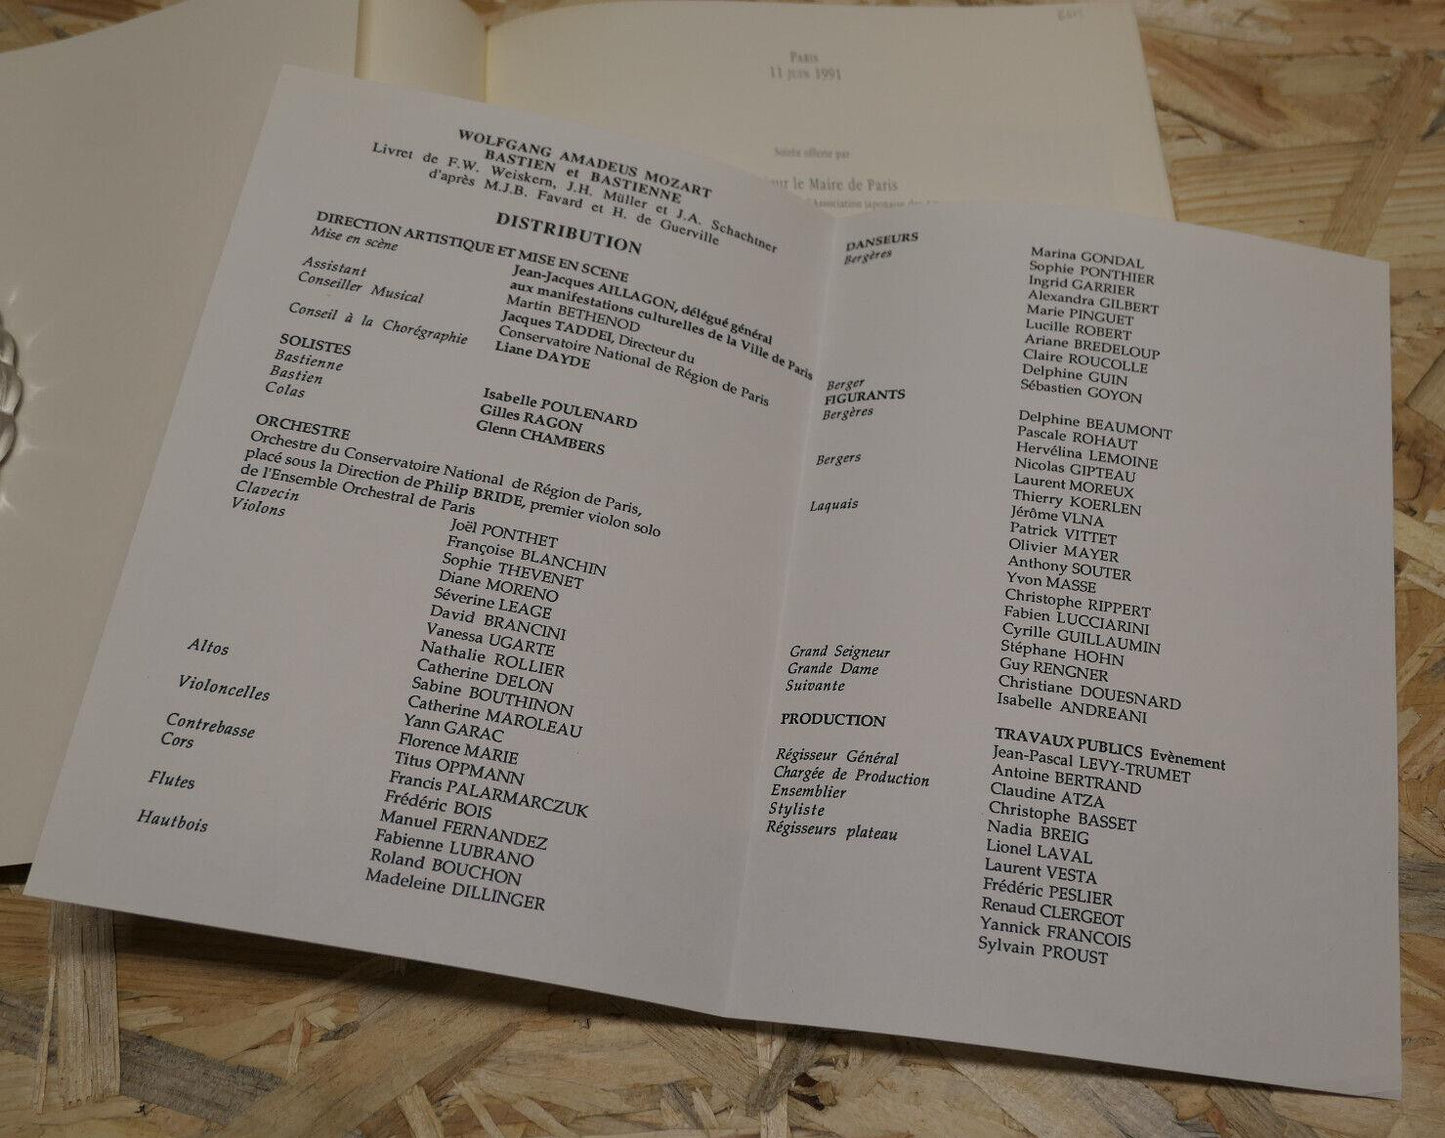 PARIS
11 JUIN 1991
Soirée offerte par
le Maire de Paris
WOLFGANG AMADEUS MOZART
BASTIEN et BASTIENNE
Livret de F.W. Weiskern, J.H. Müller et J.A. Schachtner
d'après M.J.B. Favard et H. de Guerville
DISTRIBUTION
DIRECTION ARTISTIQUE ET MISE EN SCENE
Mise en scène
Jean-Jacques AILLAGON, délégué général
aux manifestations culturelles de la Ville de Paris
Assistant
Martin BETHENOD
Conseiller Musical
Jacques TADDEI, Directeur du
Conservatoire National de Région de Paris
Conseil à la Chorégraphie
Liane DAYDE
SOLISTES
Bastienne
Isabelle POULENARD
Bastien
Gilles RAGON
Colas
Glenn CHAMBERS
ORCHESTRE
Orchestre du Conservatoire National de Région de Paris,
placé sous la Direction de Philip BRIDE, premier violon solo
de l'Ensemble Orchestral de Paris
Clavecin
Joël PONTHET
Violons
Françoise BLANCHIN
Sophie THEVENET
Diane MORENO
Séverine LEAGE
David BRANCINI
Vanessa UGARTE
Nathalie ROLLIER
Altos
Catherine DELON
Sabine BOUTHINON
Violoncelles
Catherine MAROLEAU
Yann GARAC
Contrebasse
Florence MARIE
Cors
Titus OPPMANN
Francis PALARMARCZUK
Flutes
Frédéric BOIS
Manuel FERNANDEZ
Hautbois
Fabienne LUBRANO
Roland BOUCHON
Madeleine DILLINGER
DANSEURS
Bergères
Marina GONDAL
Sophie PONTHIER
Ingrid GARRIER
Alexandra GILBERT
Marie PINGUET
Lucille ROBERT
Ariane BREDELOUP
Claire ROUCOLLE
Delphine GUIN
Berger
Sébastien GOYON
FIGURANTS
Bergères
Delphine BEAUMONT
Pascale ROHAUT
Hervélina LEMOINE
Bergers
Nicolas GIPTEAU
Laurent MOREUX
Thierry KOERLEN
Laquais
Jérôme VLNA
Patrick VITTET
Olivier MAYER
Anthony SOUTER
Yvon MASSE
Christophe RIPPERT
Fabien LUCCIARINI
Cyrille GUILLAUMIN
Stéphane HOHN
Grand Seigneur
Guy RENGNER
Grande Dame
Christiane DOUESNARD
Suivante
Isabelle ANDREANI
PRODUCTION
TRAVAUX PUBLICS Evènement
Jean-Pascal LEVY-TRUMET
Régisseur Général
Antoine BERTRAND
Chargée de Production
Claudine ATZA
Ensemblier
Christophe BASSET
Styliste
Nadia BREIG
Régisseurs plateau
Lionel LAVAL
Laurent VESTA
Frédéric PESLIER
Renaud CLERGEOT
Yannick FRANCOIS
Sylvain PROUST